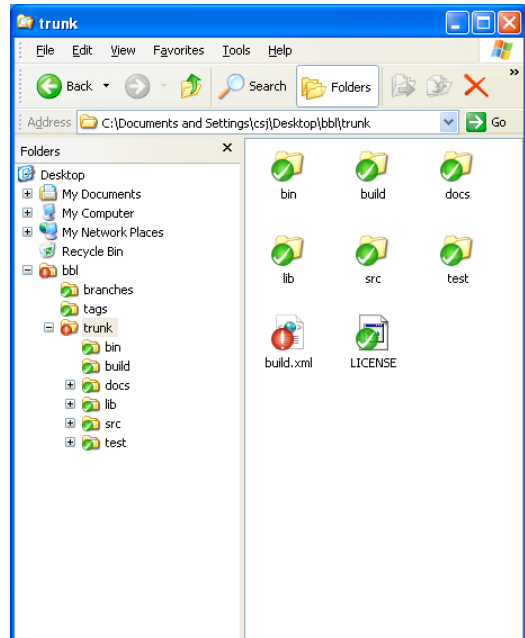 trunk
File Edit View Favorites Tools Help
Back Search Folders »
Address C:\Documents and Settings\csj\Desktop\bbl\trunk Go
Folders
Desktop
My Documents
My Computer
My Network Places
Recycle Bin
bbl
branches
tags
trunk
bin
build
docs
lib
src
test
bin build docs
lib src test
build.xml LICENSE